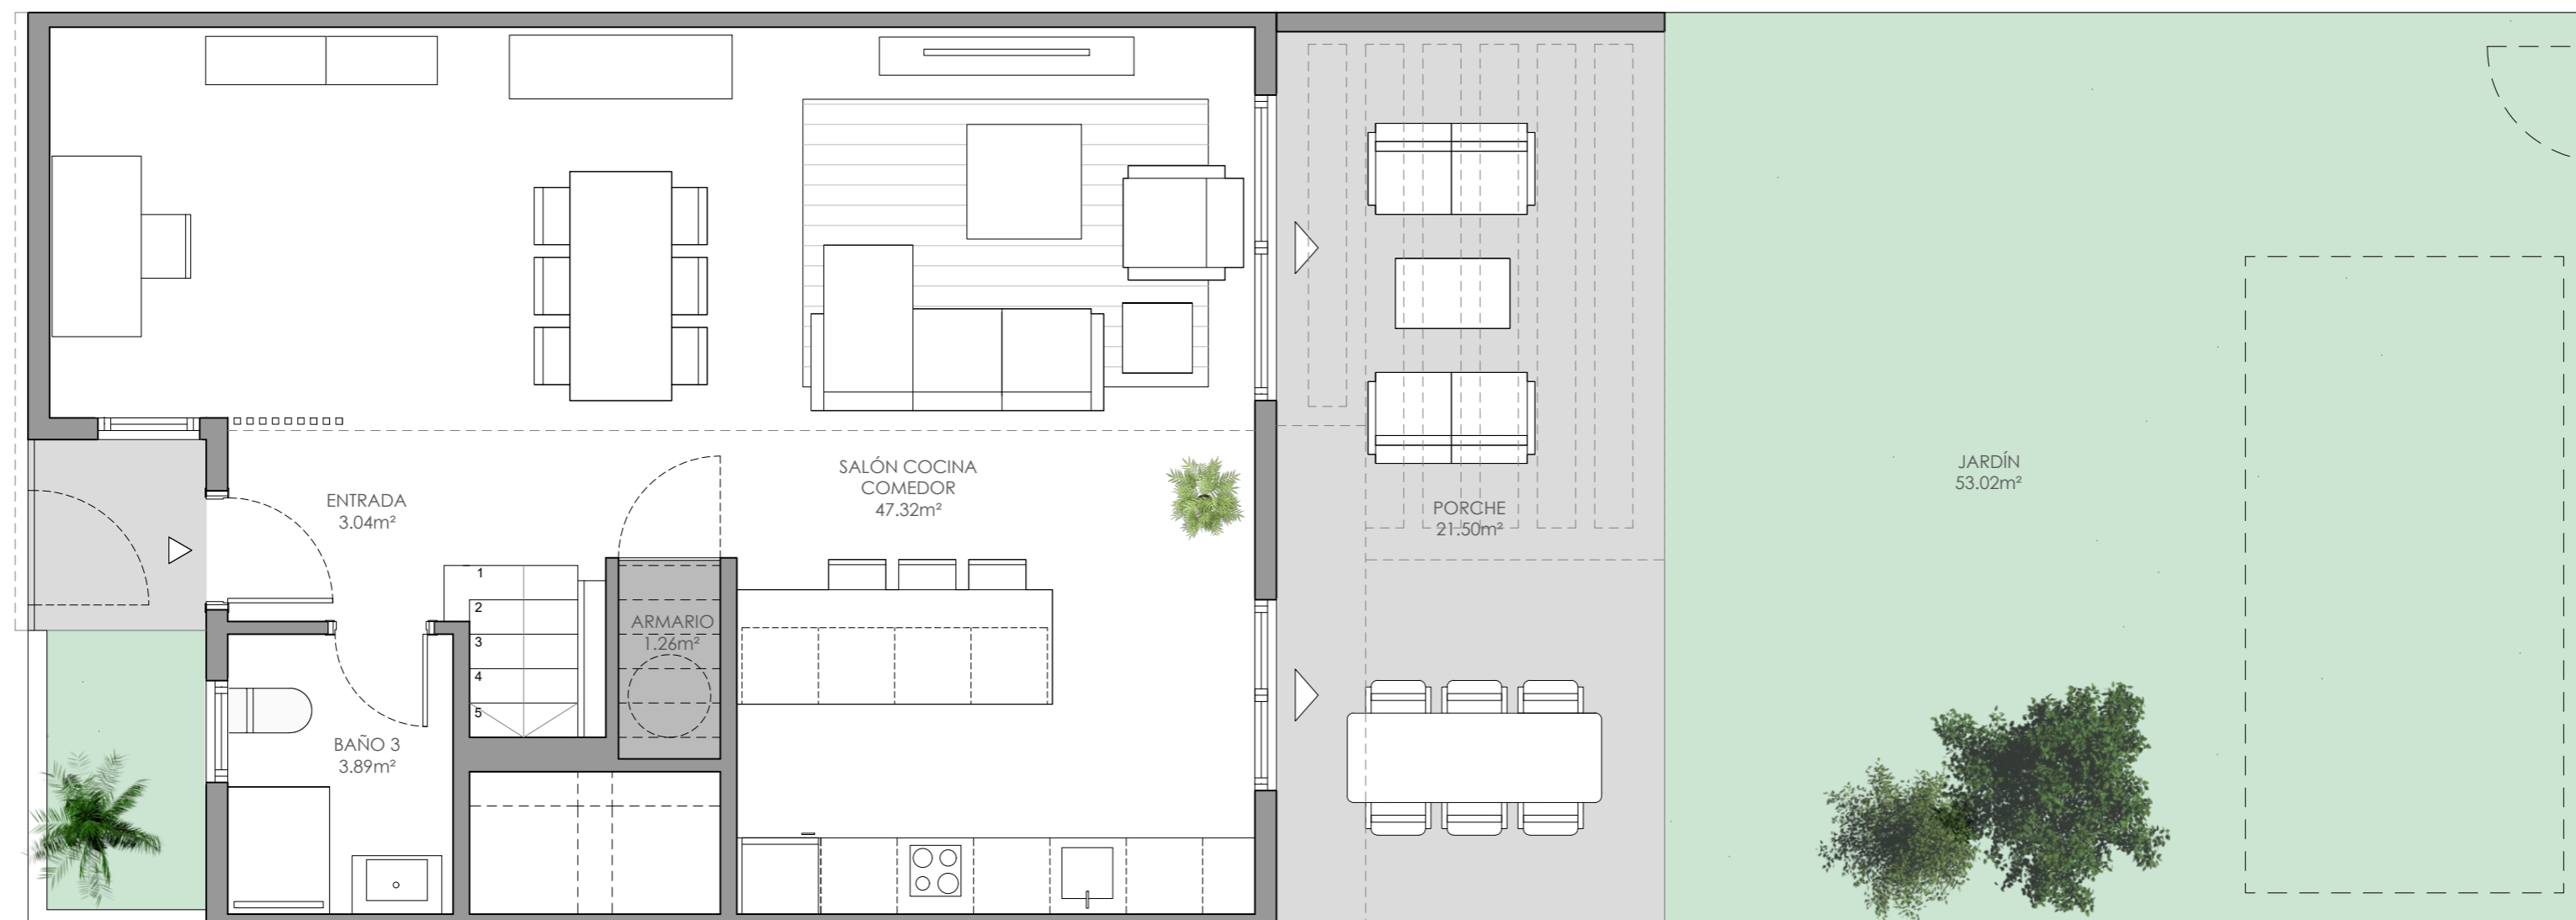 SALÓN COCINA
COMEDOR
47.32m²
JARDÍN
53.02m²
ENTRADA
3.04m²
PORCHE
21.50m²
1
2
3
4
5
ARMARIO
1.26m²
BAÑO 3
3.89m²